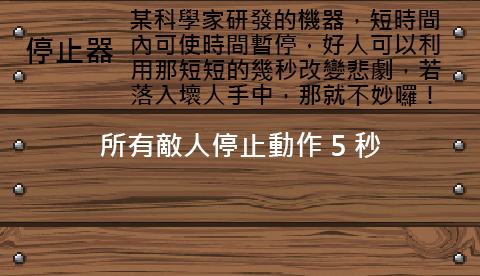 停止器
某科學家研發的機器，短時間
內可使時間暫停，好人可以利
用那短短的幾秒改變悲劇，若
落入壞人手中，那就不妙囉！
所有敵人停止動作 5 秒